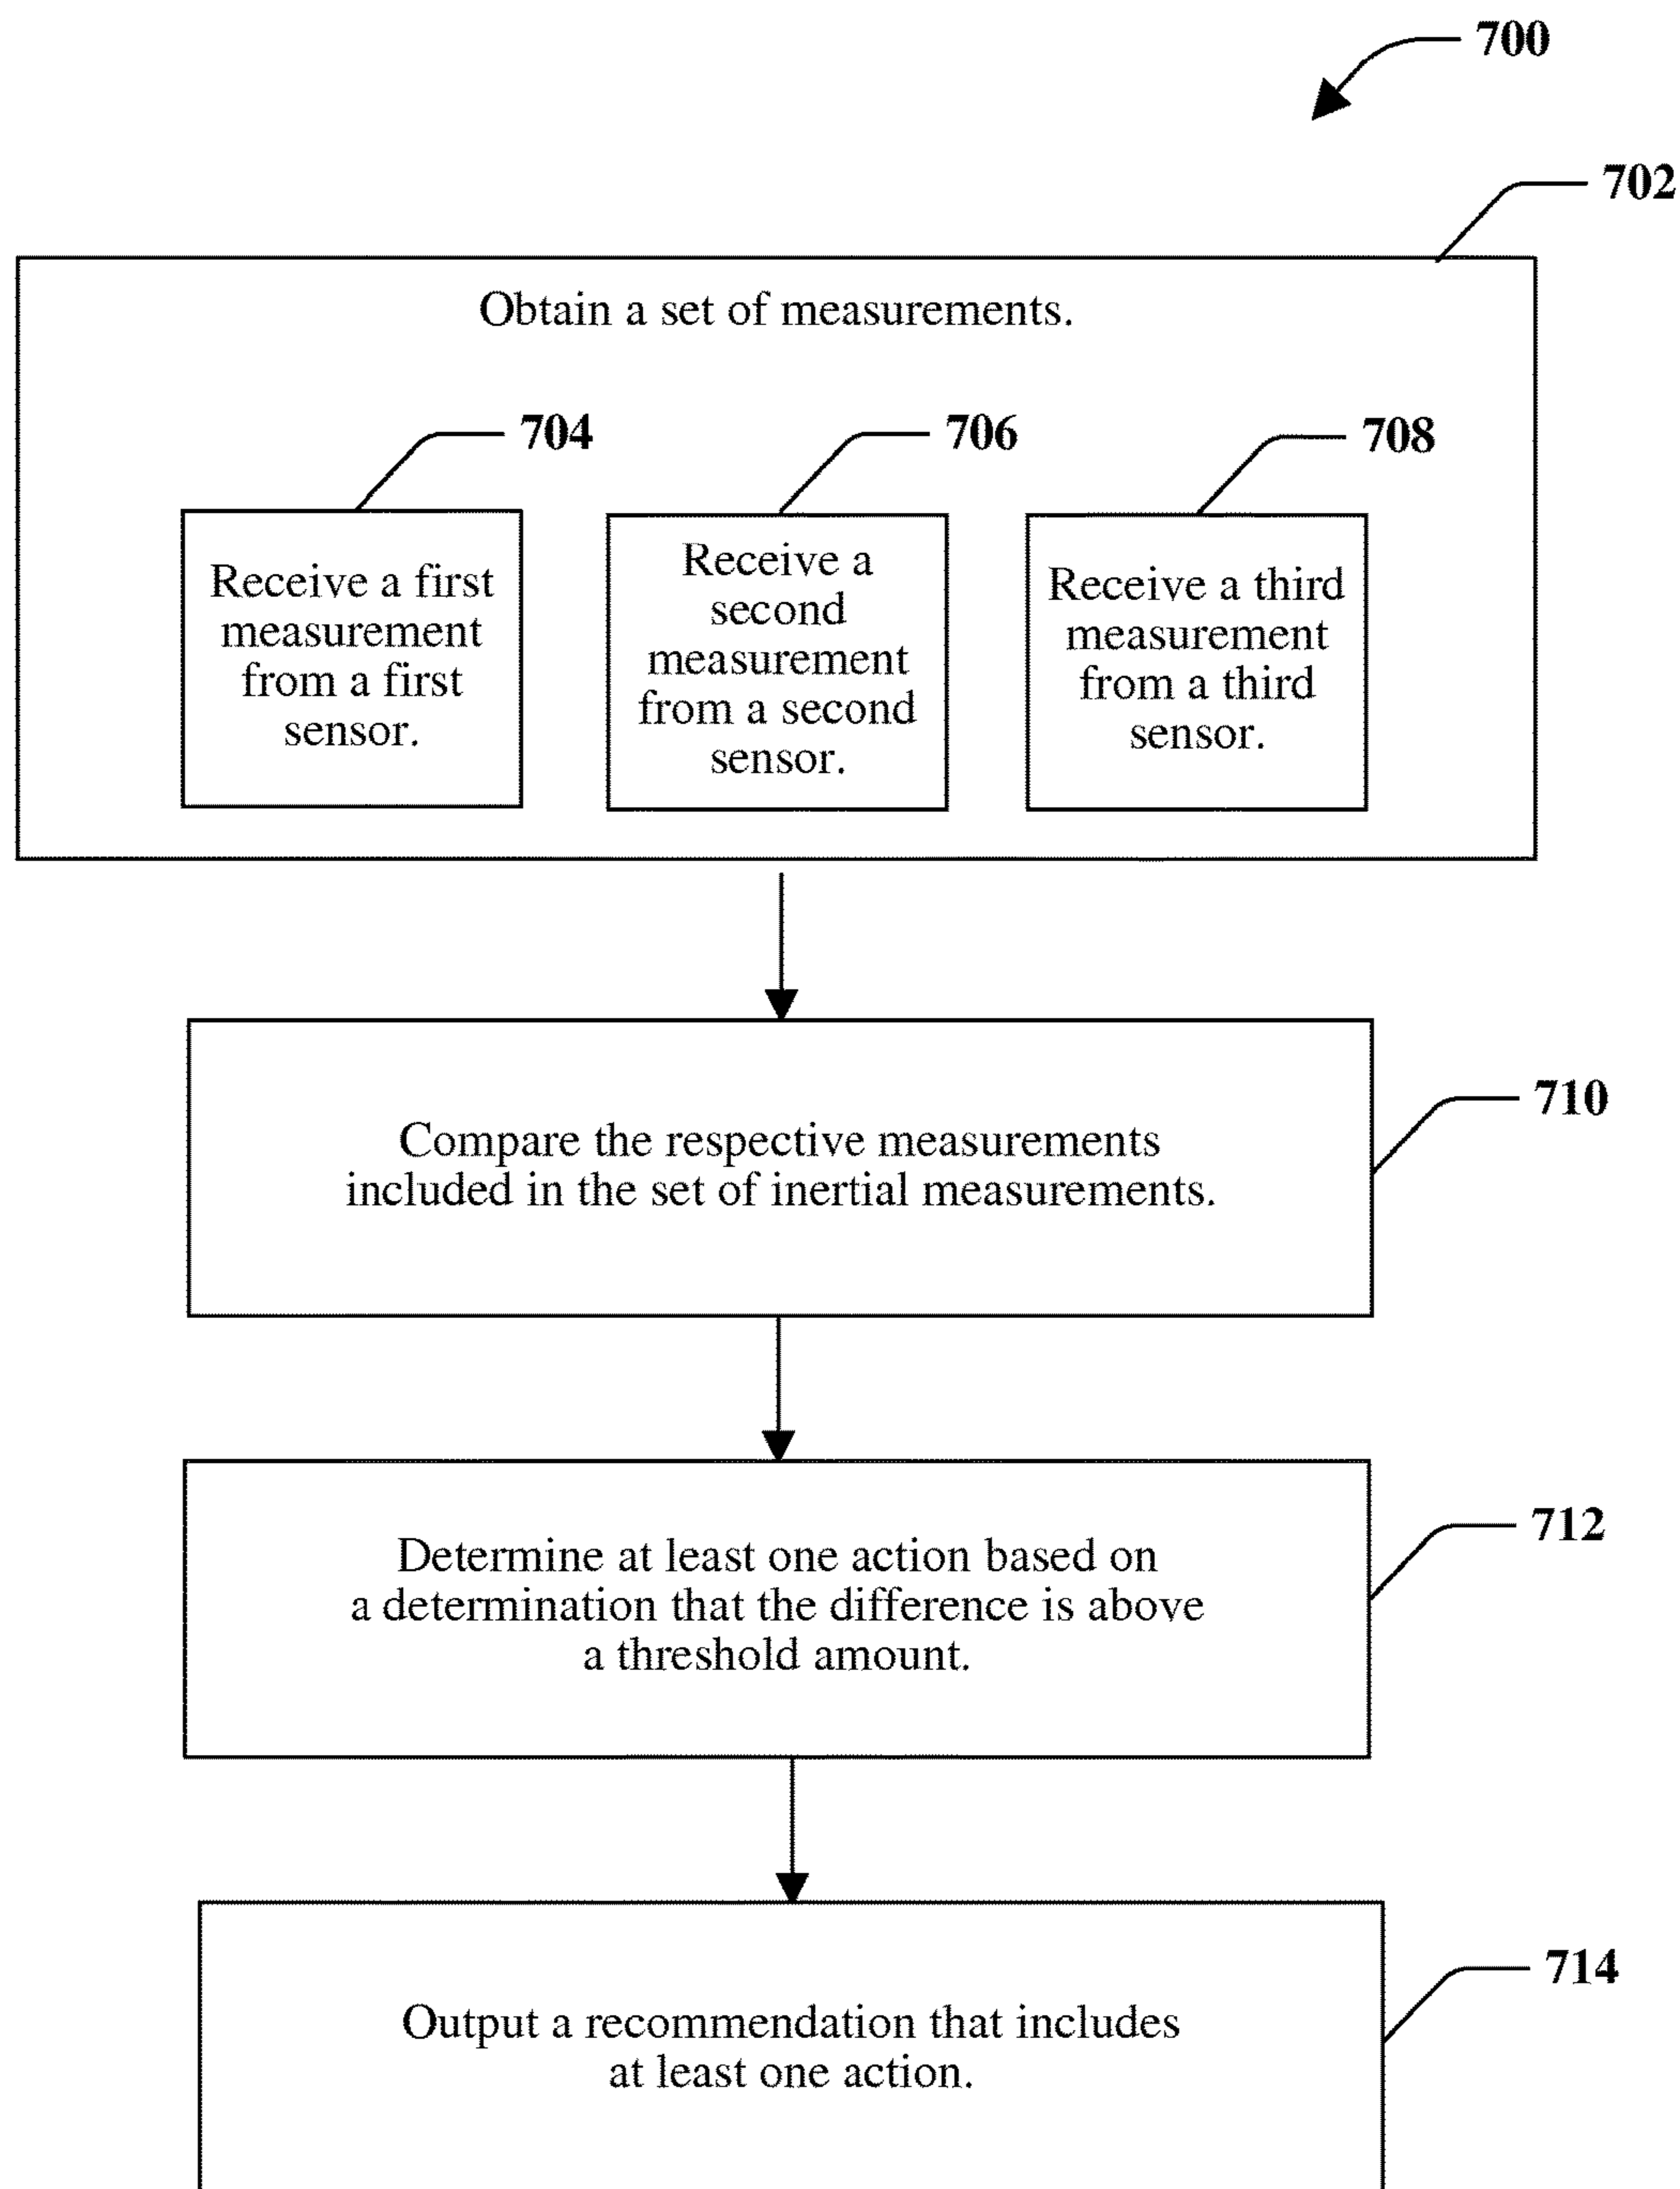 700
702
Obtain a set of measurements.
704
706
708
Receive a first
measurement
from a first
sensor.
Receive a
second
measurement
from a second
sensor.
Receive a third
measurement
from a third
sensor.
710
Compare the respective measurements
included in the set of inertial measurements.
712
Determine at least one action based on
a determination that the difference is above
a threshold amount.
714
Output a recommendation that includes
at least one action.